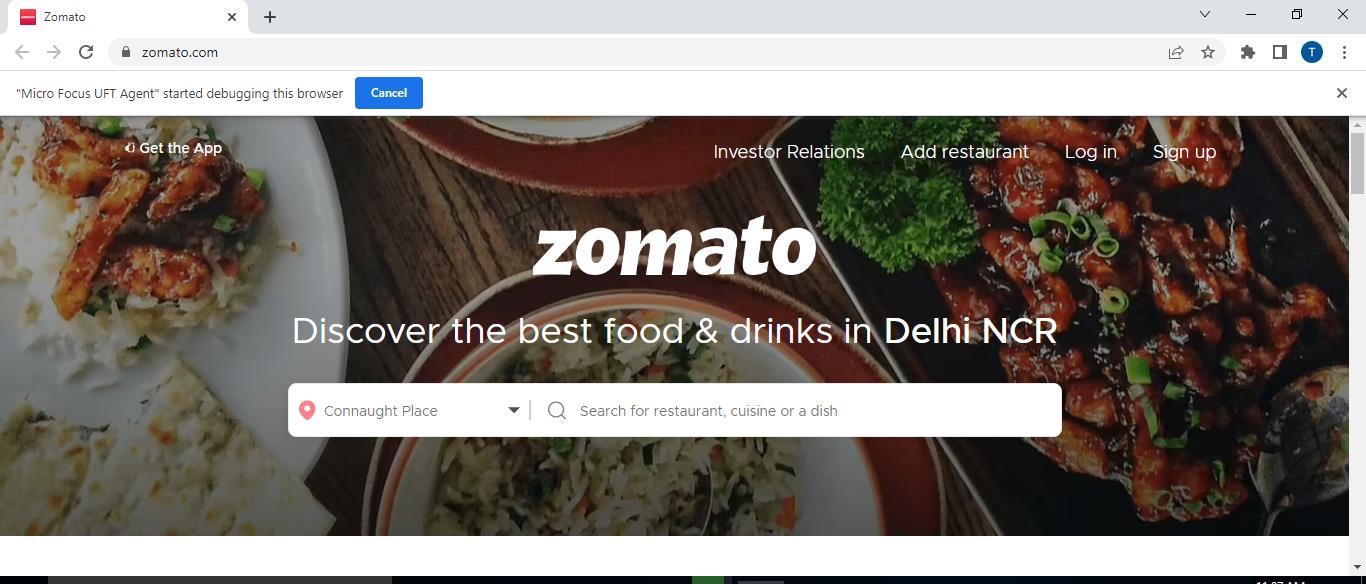 Zomato
zomato.com
T
"Micro Focus UFT Agent" started debugging this browser
Cancel
Get the App
Investor Relations
Add restaurant
Log in
Sign up
zomato
Discover the best food & drinks in Delhi NCR
Connaught Place
Search for restaurant, cuisine or a dish